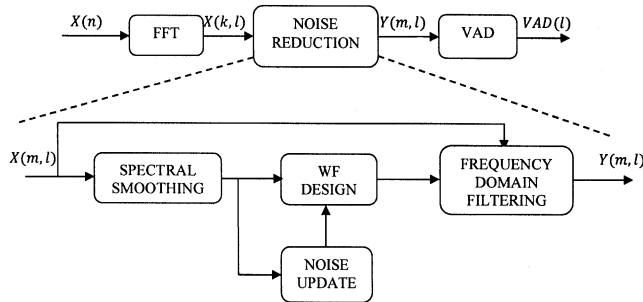 X(n)
FFT
X(k, l)
NOISE
REDUCTION
Y(m, l)
VAD
VAD(l)
X(m, l)
SPECTRAL
SMOOTHING
WF
DESIGN
FREQUENCY
DOMAIN
FILTERING
Y(m, l)
NOISE
UPDATE